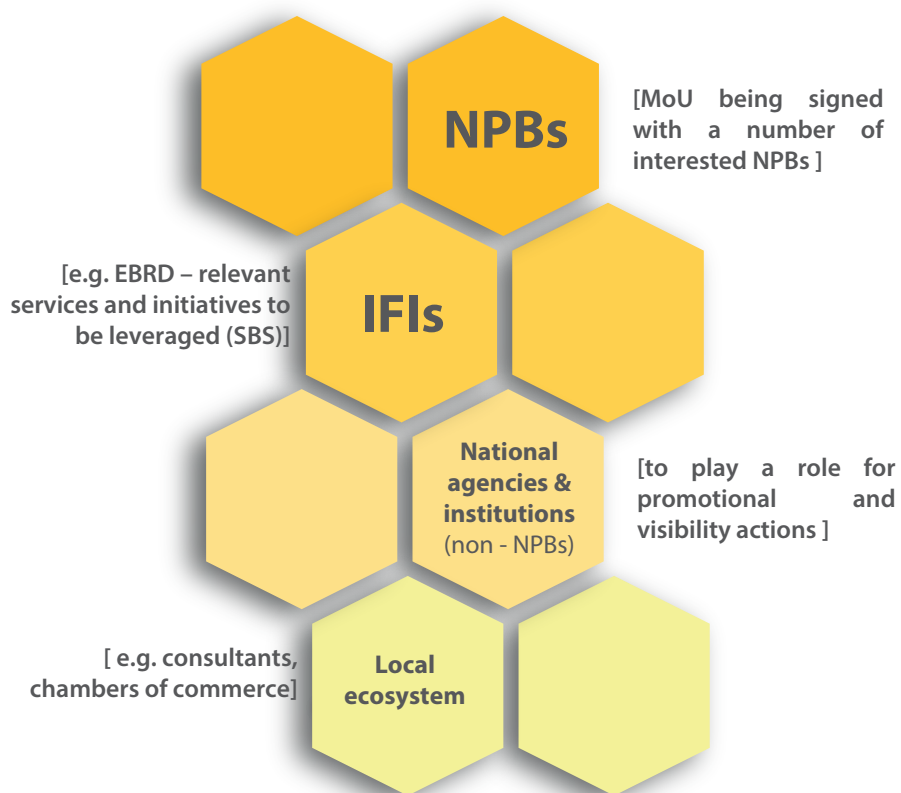 NPBs
[MoU being signed
with a number of
interested NPBs ]
[e.g. EBRD – relevant
services and initiatives to
be leveraged (SBS)]
IFIs
National
agencies &
institutions
(non - NPBs)
[to play a role for
promotional and
visibility actions ]
[ e.g. consultants,
chambers of commerce]
Local
ecosystem